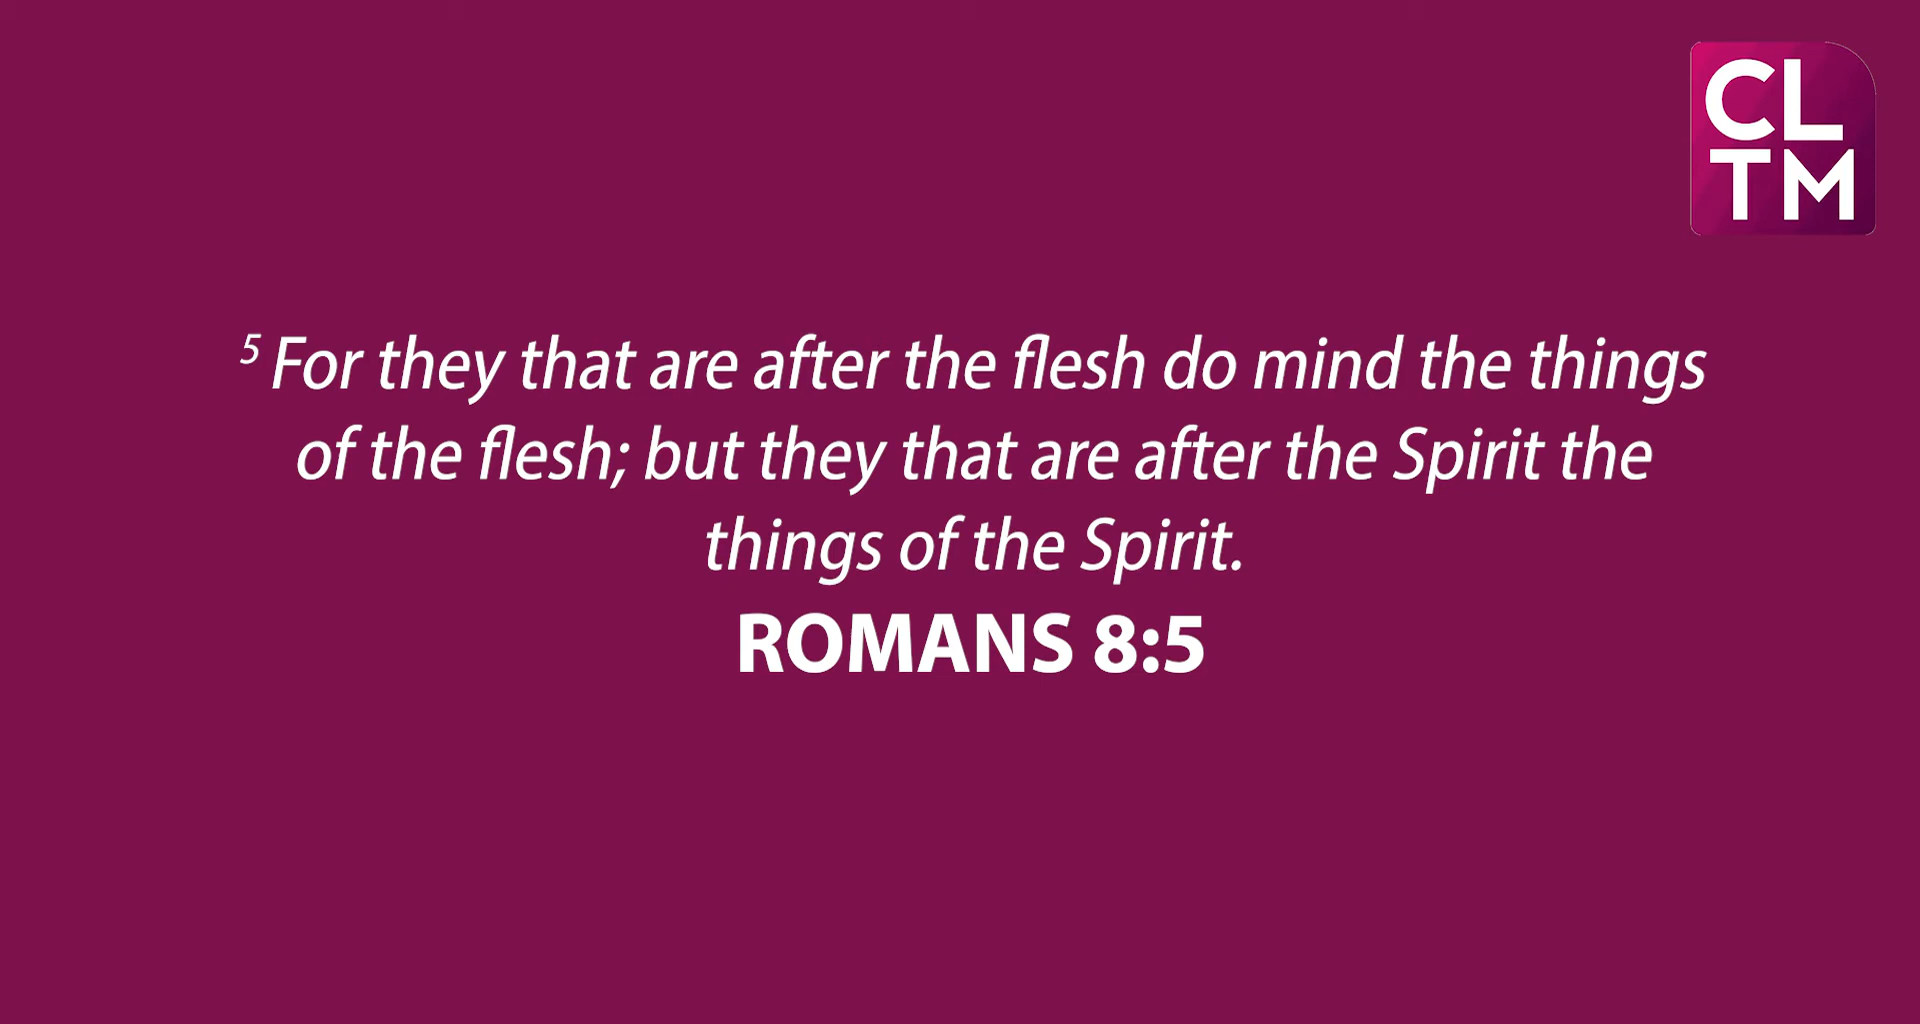 CL
TM
5 For they that are after the flesh do mind the things
of the flesh; but they that are after the Spirit the
things of the Spirit.
ROMANS 8:5